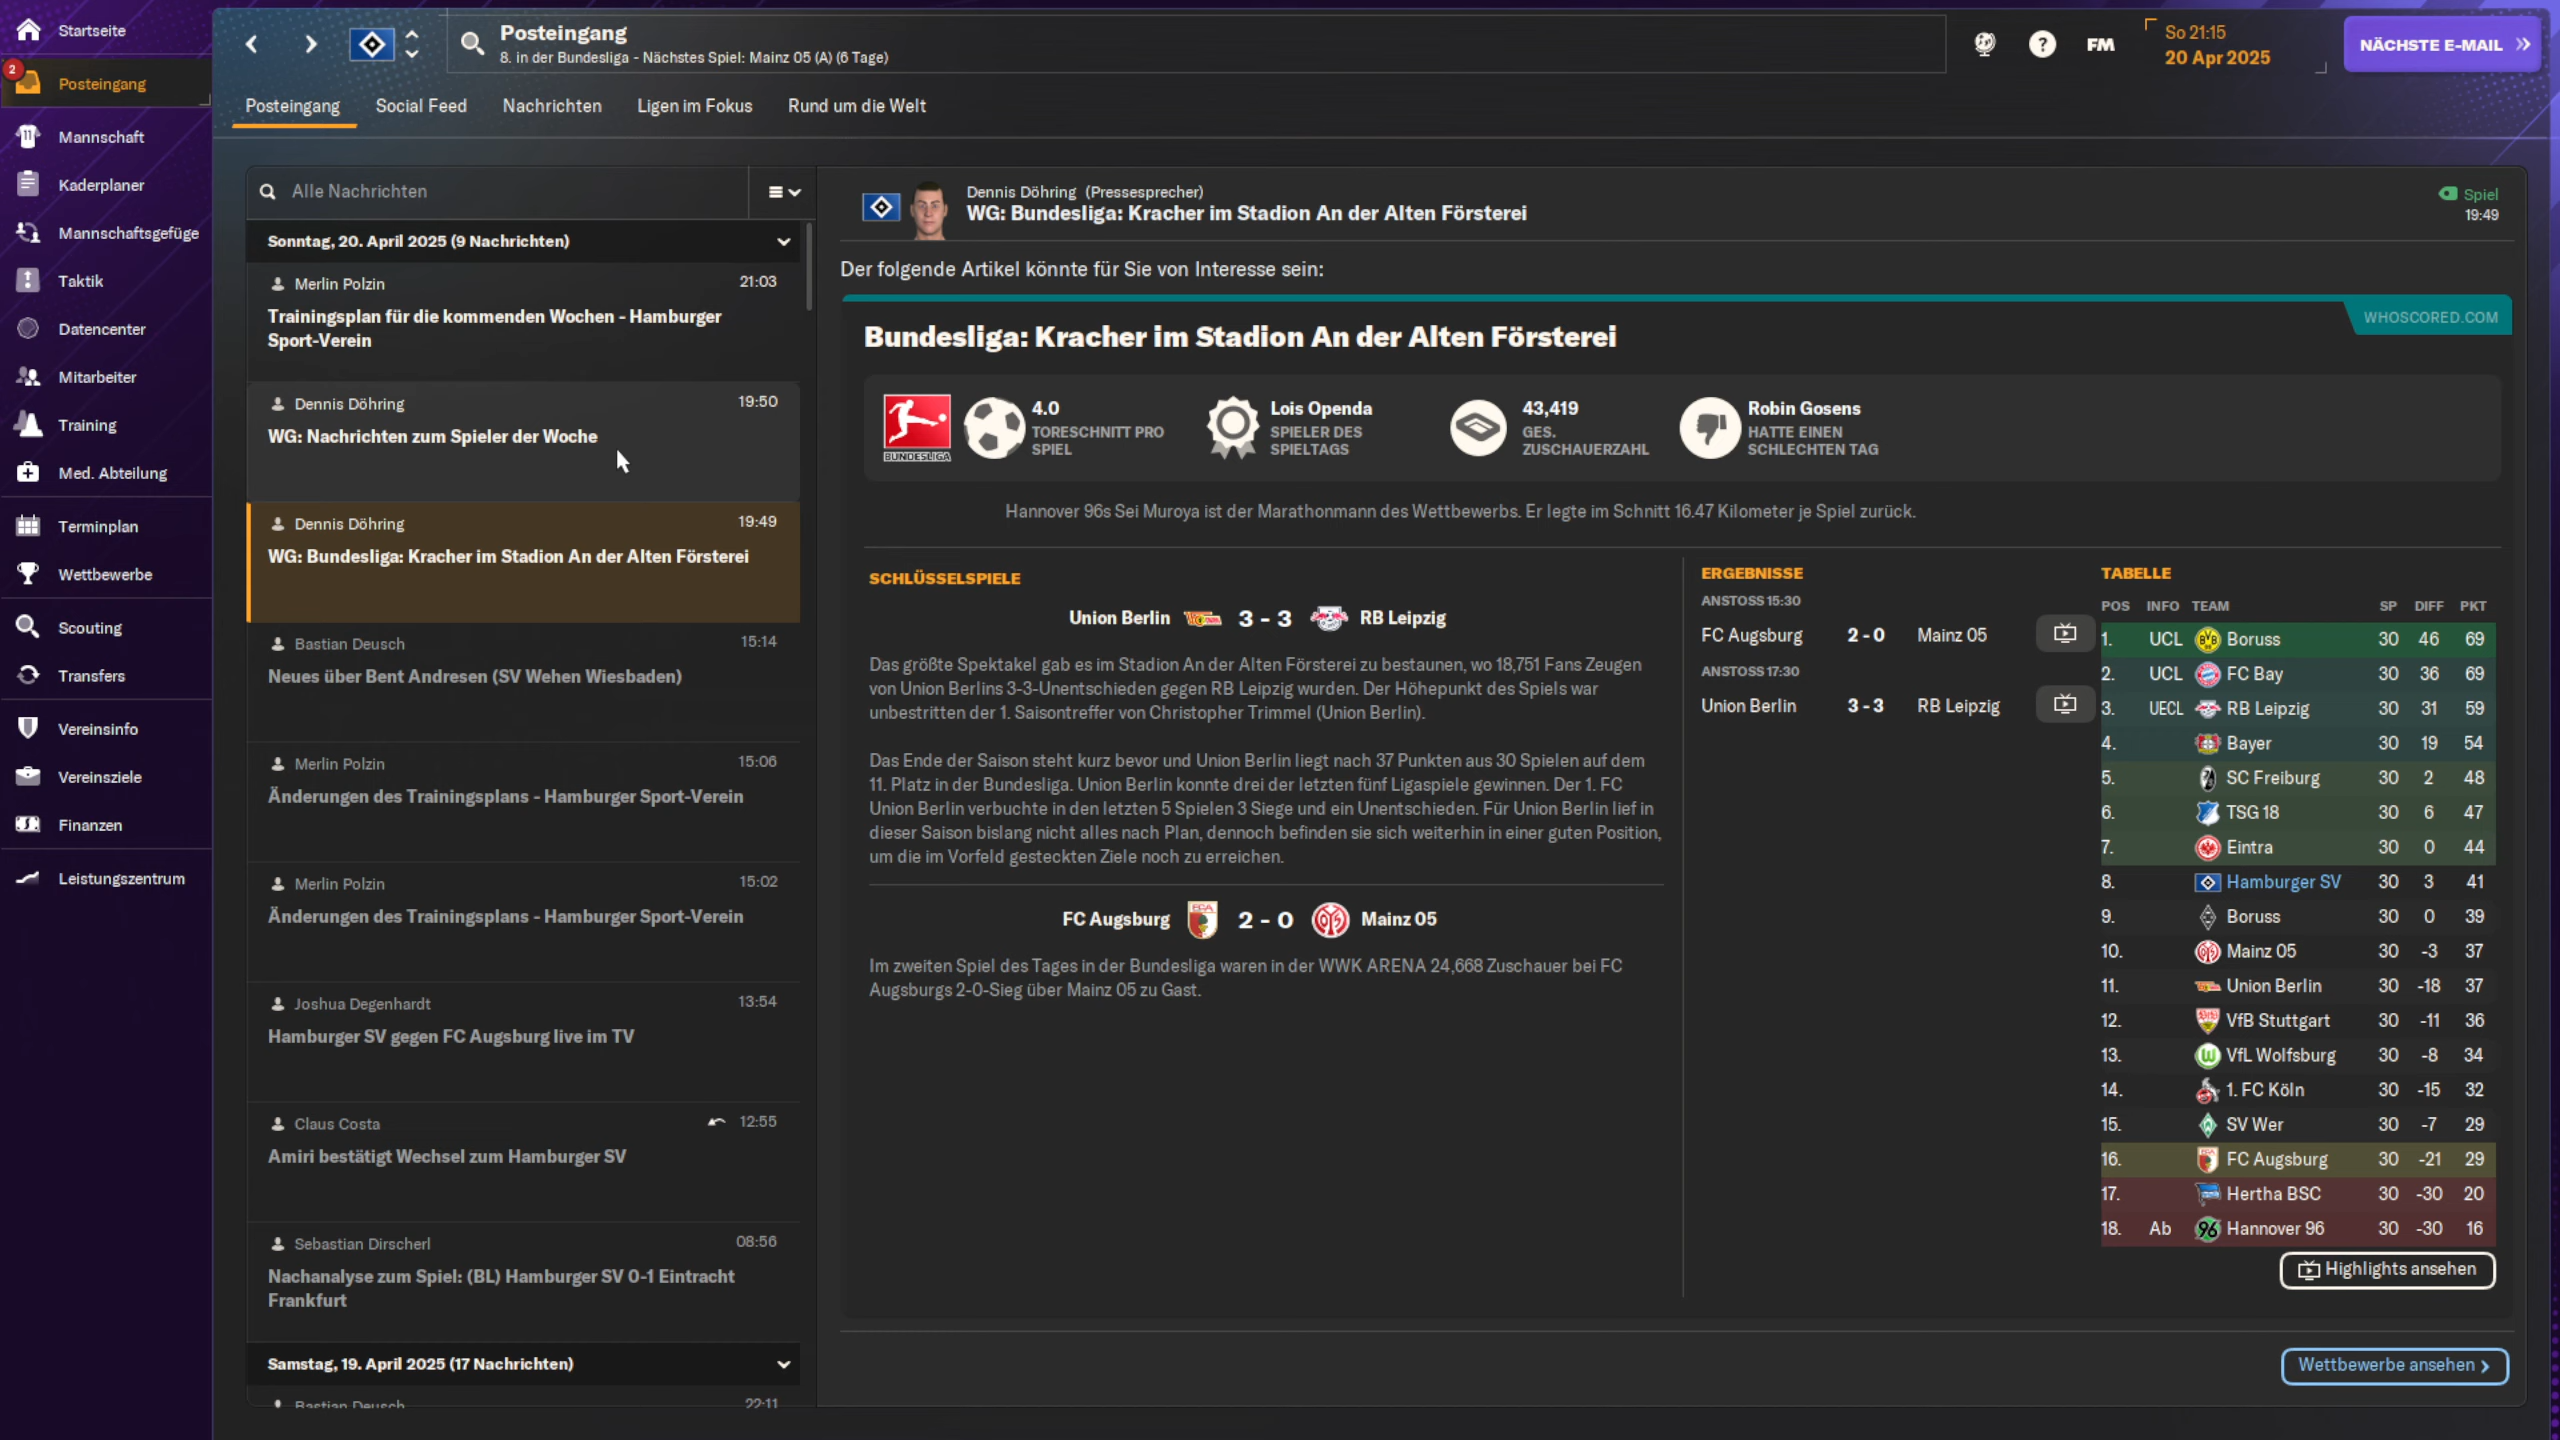 Startseite
2
Posteingang
Mannschaft
Kaderplaner
Mannschaftsgefüge
Taktik
Datencenter
Mitarbeiter
Training
Med. Abteilung
Terminplan
Wettbewerbe
Scouting
Transfers
Vereinsinfo
Vereinsziele
Finanzen
Leistungszentrum
Posteingang
8. in der Bundesliga - Nächstes Spiel: Mainz 05 (A) (6 Tage)
FM
So 21:15
20 Apr 2025
NÄCHSTE E-MAIL
Posteingang Social Feed Nachrichten Ligen im Fokus Rund um die Welt
Alle Nachrichten
Sonntag, 20. April 2025 (9 Nachrichten)
Merlin Polzin 21:03
Trainingsplan für die kommenden Wochen - Hamburger
Sport-Verein
Dennis Döhring 19:50
WG: Nachrichten zum Spieler der Woche
Dennis Döhring 19:49
WG: Bundesliga: Kracher im Stadion An der Alten Försterei
Bastian Deusch 15:14
Neues über Bent Andresen (SV Wehen Wiesbaden)
Merlin Polzin 15:06
Änderungen des Trainingsplans - Hamburger Sport-Verein
Merlin Polzin 15:02
Änderungen des Trainingsplans - Hamburger Sport-Verein
Joshua Degenhardt 13:54
Hamburger SV gegen FC Augsburg live im TV
Claus Costa 12:55
Amiri bestätigt Wechsel zum Hamburger SV
Sebastian Dirscherl 08:56
Nachanalyse zum Spiel: (BL) Hamburger SV 0-1 Eintracht
Frankfurt
Samstag, 19. April 2025 (17 Nachrichten)
Bastian Deusch 22:11
Dennis Döhring (Pressesprecher)
WG: Bundesliga: Kracher im Stadion An der Alten Försterei
Spiel
19:49
Der folgende Artikel könnte für Sie von Interesse sein:
WHOSCORED.COM
Bundesliga: Kracher im Stadion An der Alten Försterei
BUNDESLIGA
4.0
TORESCHNITT PRO
SPIEL
Lois Openda
SPIELER DES
SPIELTAGS
43,419
GES.
ZUSCHAUERZAHL
Robin Gosens
HATTE EINEN
SCHLECHTEN TAG
Hannover 96s Sei Muroya ist der Marathonmann des Wettbewerbs. Er legte im Schnitt 16.47 Kilometer je Spiel zurück.
SCHLÜSSELSPIELE
Union Berlin 3 - 3 RB Leipzig
Das größte Spektakel gab es im Stadion An der Alten Försterei zu bestaunen, wo 18,751 Fans Zeugen
von Union Berlins 3-3-Unentschieden gegen RB Leipzig wurden. Der Höhepunkt des Spiels war
unbestritten der 1. Saisontreffer von Christopher Trimmel (Union Berlin).
Das Ende der Saison steht kurz bevor und Union Berlin liegt nach 37 Punkten aus 30 Spielen auf dem
11. Platz in der Bundesliga. Union Berlin konnte drei der letzten fünf Ligaspiele gewinnen. Der 1. FC
Union Berlin verbuchte in den letzten 5 Spielen 3 Siege und ein Unentschieden. Für Union Berlin lief in
dieser Saison bislang nicht alles nach Plan, dennoch befinden sie sich weiterhin in einer guten Position,
um die im Vorfeld gesteckten Ziele noch zu erreichen.
FC Augsburg 2 - 0 Mainz 05
Im zweiten Spiel des Tages in der Bundesliga waren in der WWK ARENA 24,668 Zuschauer bei FC
Augsburgs 2-0-Sieg über Mainz 05 zu Gast.
ERGEBNISSE
ANSTOSS 15:30
FC Augsburg 2 - 0 Mainz 05
ANSTOSS 17:30
Union Berlin 3 - 3 RB Leipzig
TABELLE
POS INFO TEAM SP DIFF PKT
1. UCL Boruss 30 46 69
2. UCL FC Bay 30 36 69
3. UECL RB Leipzig 30 31 59
4. Bayer 30 19 54
5. SC Freiburg 30 2 48
6. TSG 18 30 6 47
7. Eintra 30 0 44
8. Hamburger SV 30 3 41
9. Boruss 30 0 39
10. Mainz 05 30 -3 37
11. Union Berlin 30 -18 37
12. VfB Stuttgart 30 -11 36
13. VfL Wolfsburg 30 -8 34
14. 1. FC Köln 30 -15 32
15. SV Wer 30 -7 29
16. FC Augsburg 30 -21 29
17. Hertha BSC 30 -30 20
18. Ab Hannover 96 30 -30 16
Highlights ansehen
Wettbewerbe ansehen